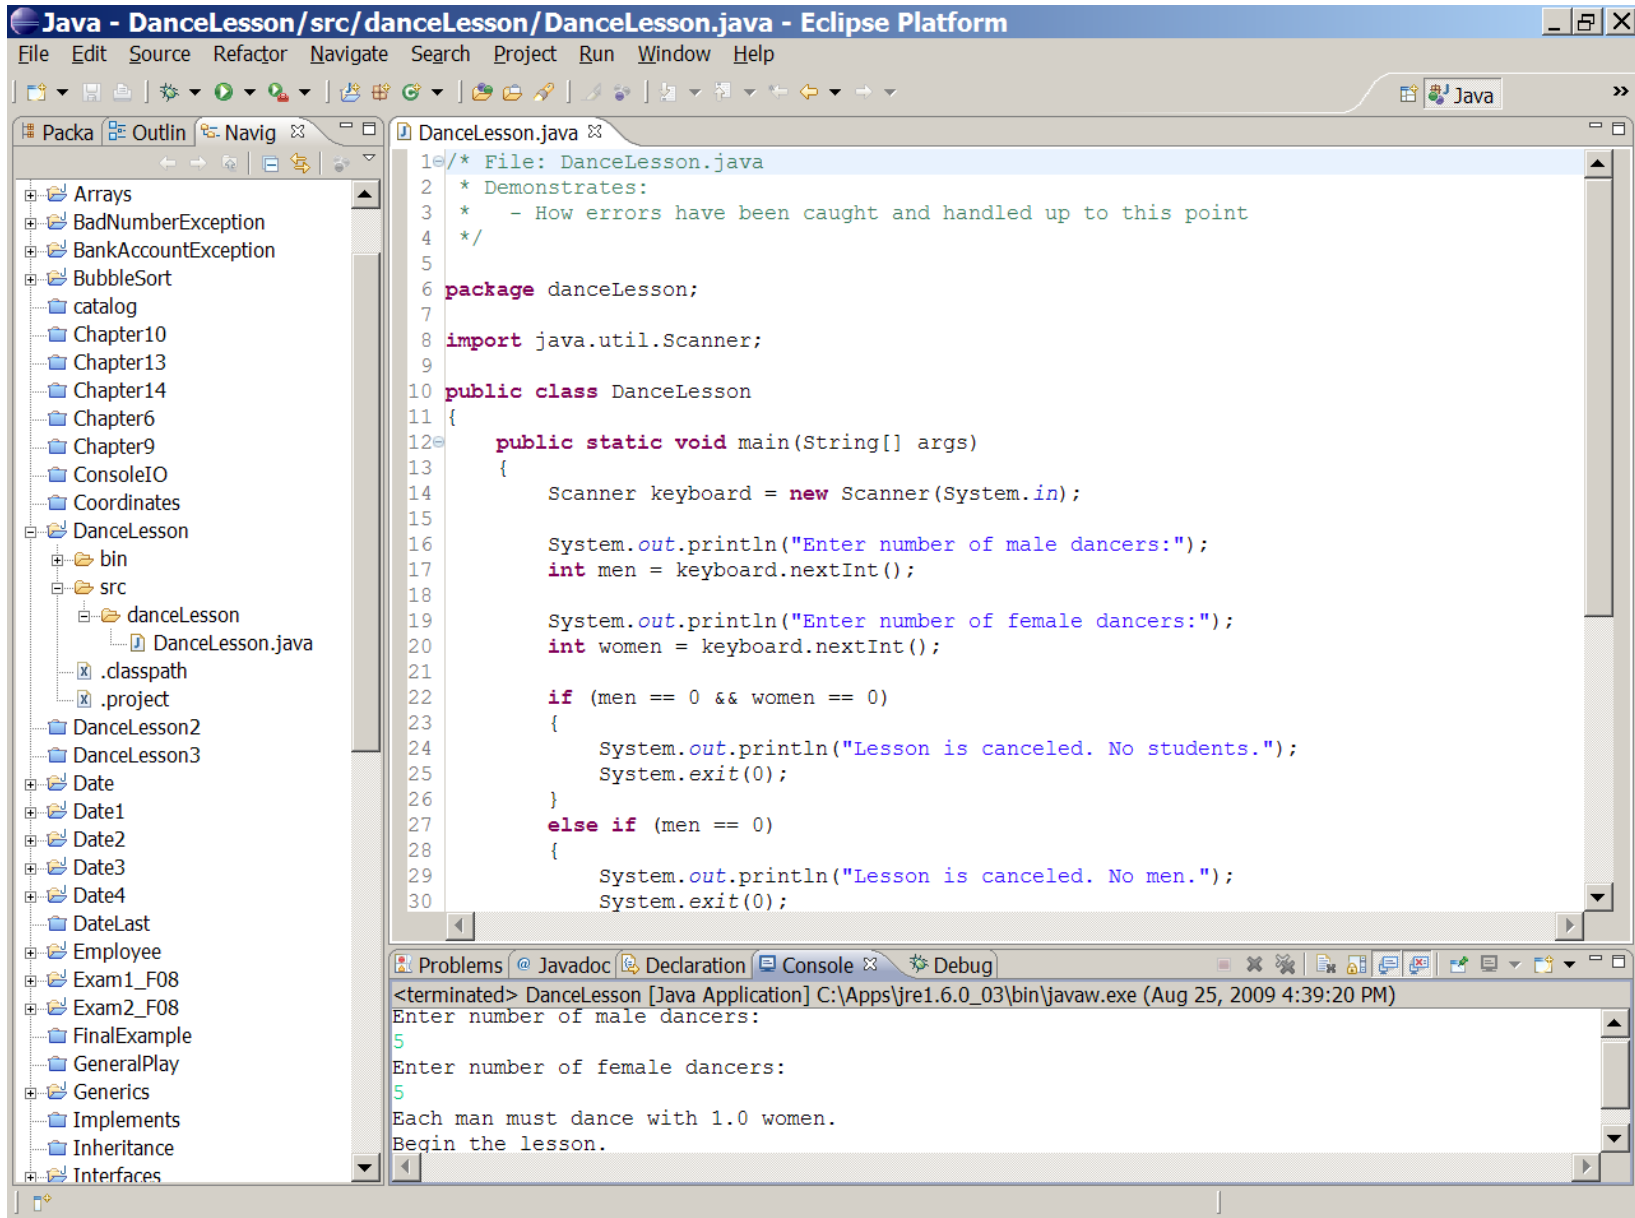 Java - DanceLesson/src/danceLesson/DanceLesson.java - Eclipse Platform
File Edit Source Refactor Navigate Search Project Run Window Help
Java
Packa Outlin Navig
Arrays
BadNumberException
BankAccountException
BubbleSort
catalog
Chapter10
Chapter13
Chapter14
Chapter6
Chapter9
ConsoleIO
Coordinates
DanceLesson
bin
src
danceLesson
DanceLesson.java
.classpath
.project
DanceLesson2
DanceLesson3
Date
Date1
Date2
Date3
Date4
DateLast
Employee
Exam1_F08
Exam2_F08
FinalExample
GeneralPlay
Generics
Implements
Inheritance
Interfaces
DanceLesson.java
1 /* File: DanceLesson.java
2  * Demonstrates:
3  *   - How errors have been caught and handled up to this point
4  */
5
6 package danceLesson;
7
8 import java.util.Scanner;
9
10 public class DanceLesson
11 {
12     public static void main(String[] args)
13     {
14         Scanner keyboard = new Scanner(System.in);
15
16         System.out.println("Enter number of male dancers:");
17         int men = keyboard.nextInt();
18
19         System.out.println("Enter number of female dancers:");
20         int women = keyboard.nextInt();
21
22         if (men == 0 && women == 0)
23         {
24             System.out.println("Lesson is canceled. No students.");
25             System.exit(0);
26         }
27         else if (men == 0)
28         {
29             System.out.println("Lesson is canceled. No men.");
30             System.exit(0);
Problems @ Javadoc Declaration Console Debug
<terminated> DanceLesson [Java Application] C:\Apps\jre1.6.0_03\bin\javaw.exe (Aug 25, 2009 4:39:20 PM)
Enter number of male dancers:
5
Enter number of female dancers:
5
Each man must dance with 1.0 women.
Begin the lesson.